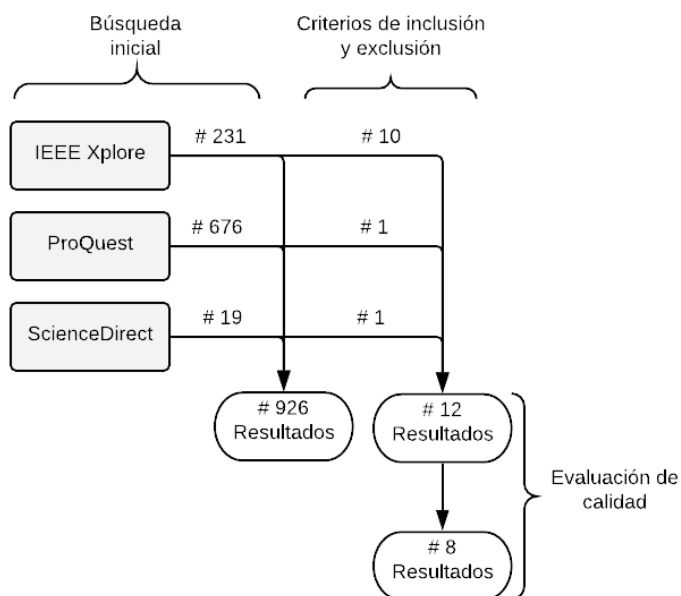 Búsqueda
inicial
Criterios de inclusión
y exclusión
IEEE Xplore
# 231
# 10
ProQuest
# 676
# 1
ScienceDirect
# 19
# 1
# 926
Resultados
# 12
Resultados
Evaluación de
calidad
# 8
Resultados